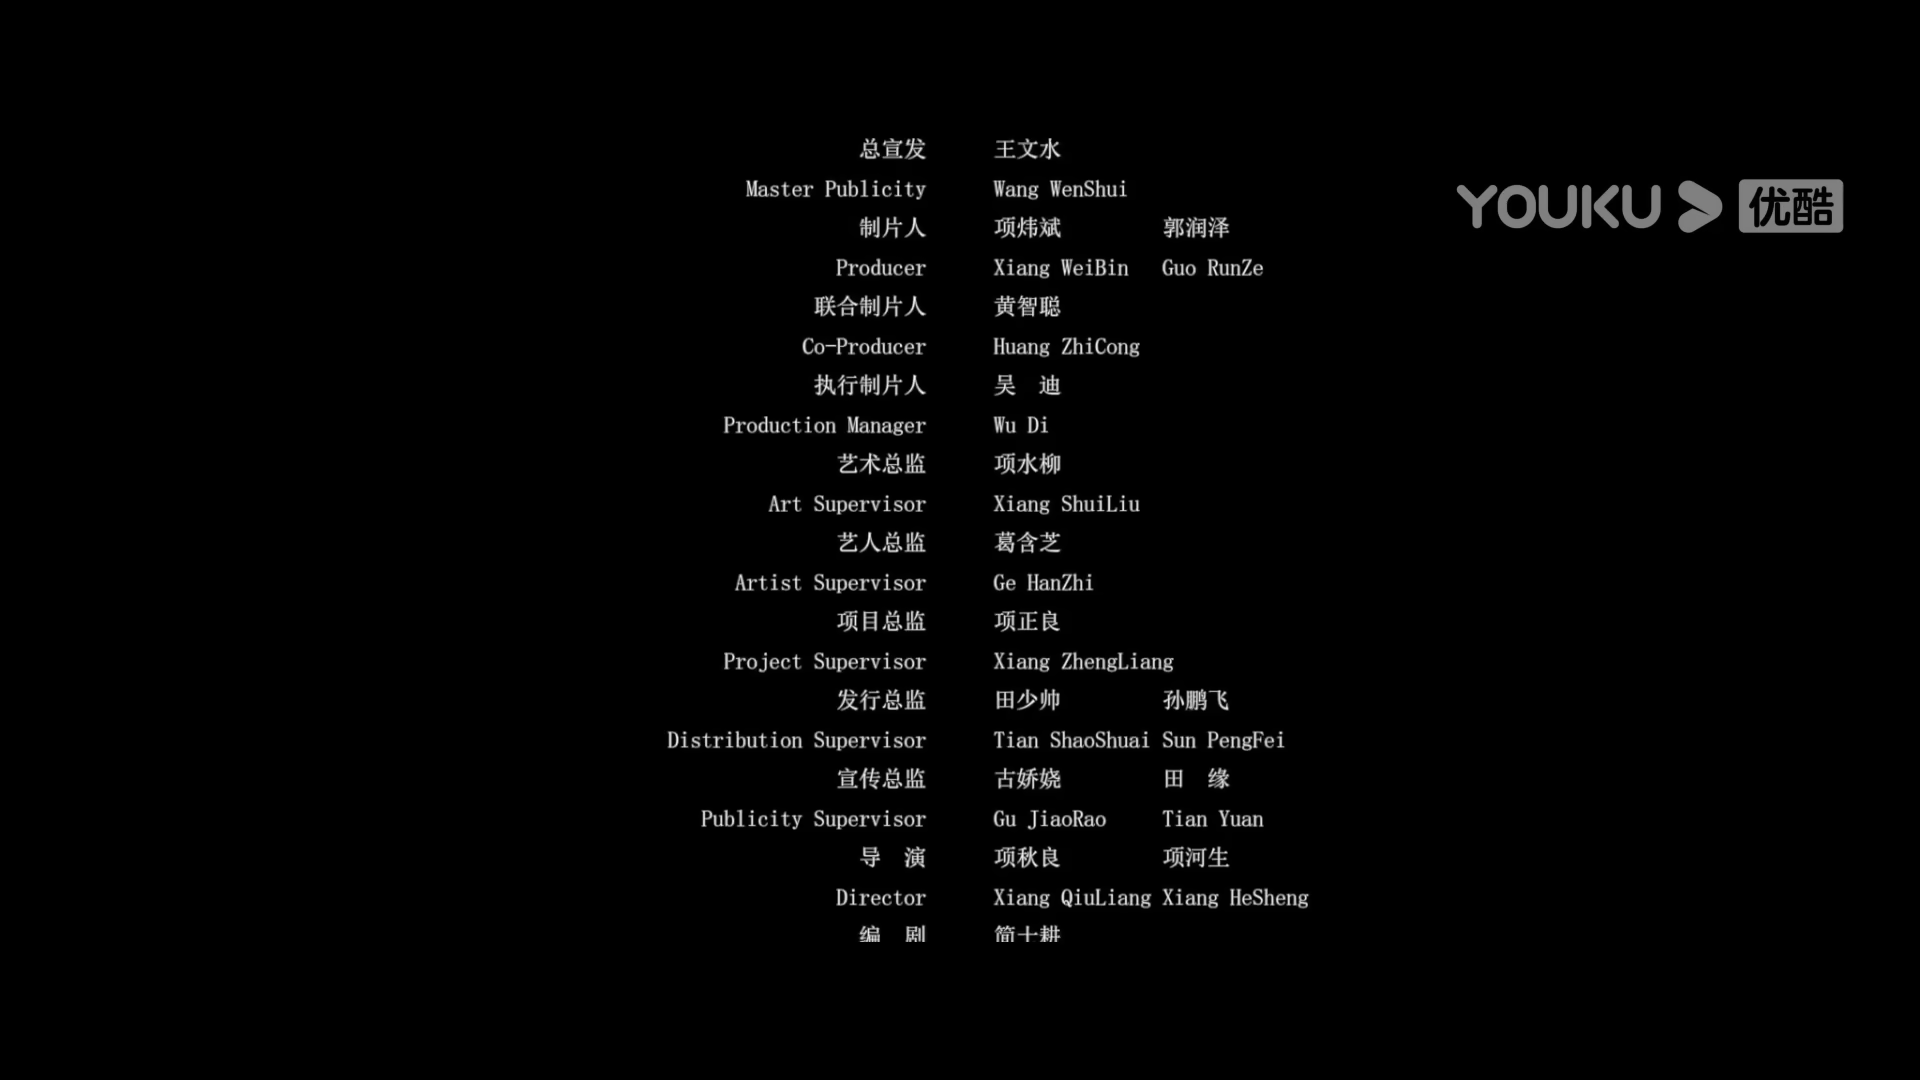 总宣发 王文水
Master Publicity Wang WenShui
YOUKU 优酷
制片人 项炜斌 郭润泽
Producer Xiang WeiBin Guo RunZe
联合制片人 黄智聪
Co-Producer Huang ZhiCong
执行制片人 吴 迪
Production Manager Wu Di
艺术总监 项水柳
Art Supervisor Xiang ShuiLiu
艺人总监 葛含芝
Artist Supervisor Ge HanZhi
项目总监 项正良
Project Supervisor Xiang ZhengLiang
发行总监 田少帅 孙鹏飞
Distribution Supervisor Tian ShaoShuai Sun PengFei
宣传总监 古娇娆 田 缘
Publicity Supervisor Gu JiaoRao Tian Yuan
导 演 项秋良 项河生
Director Xiang QiuLiang Xiang HeSheng
编 剧